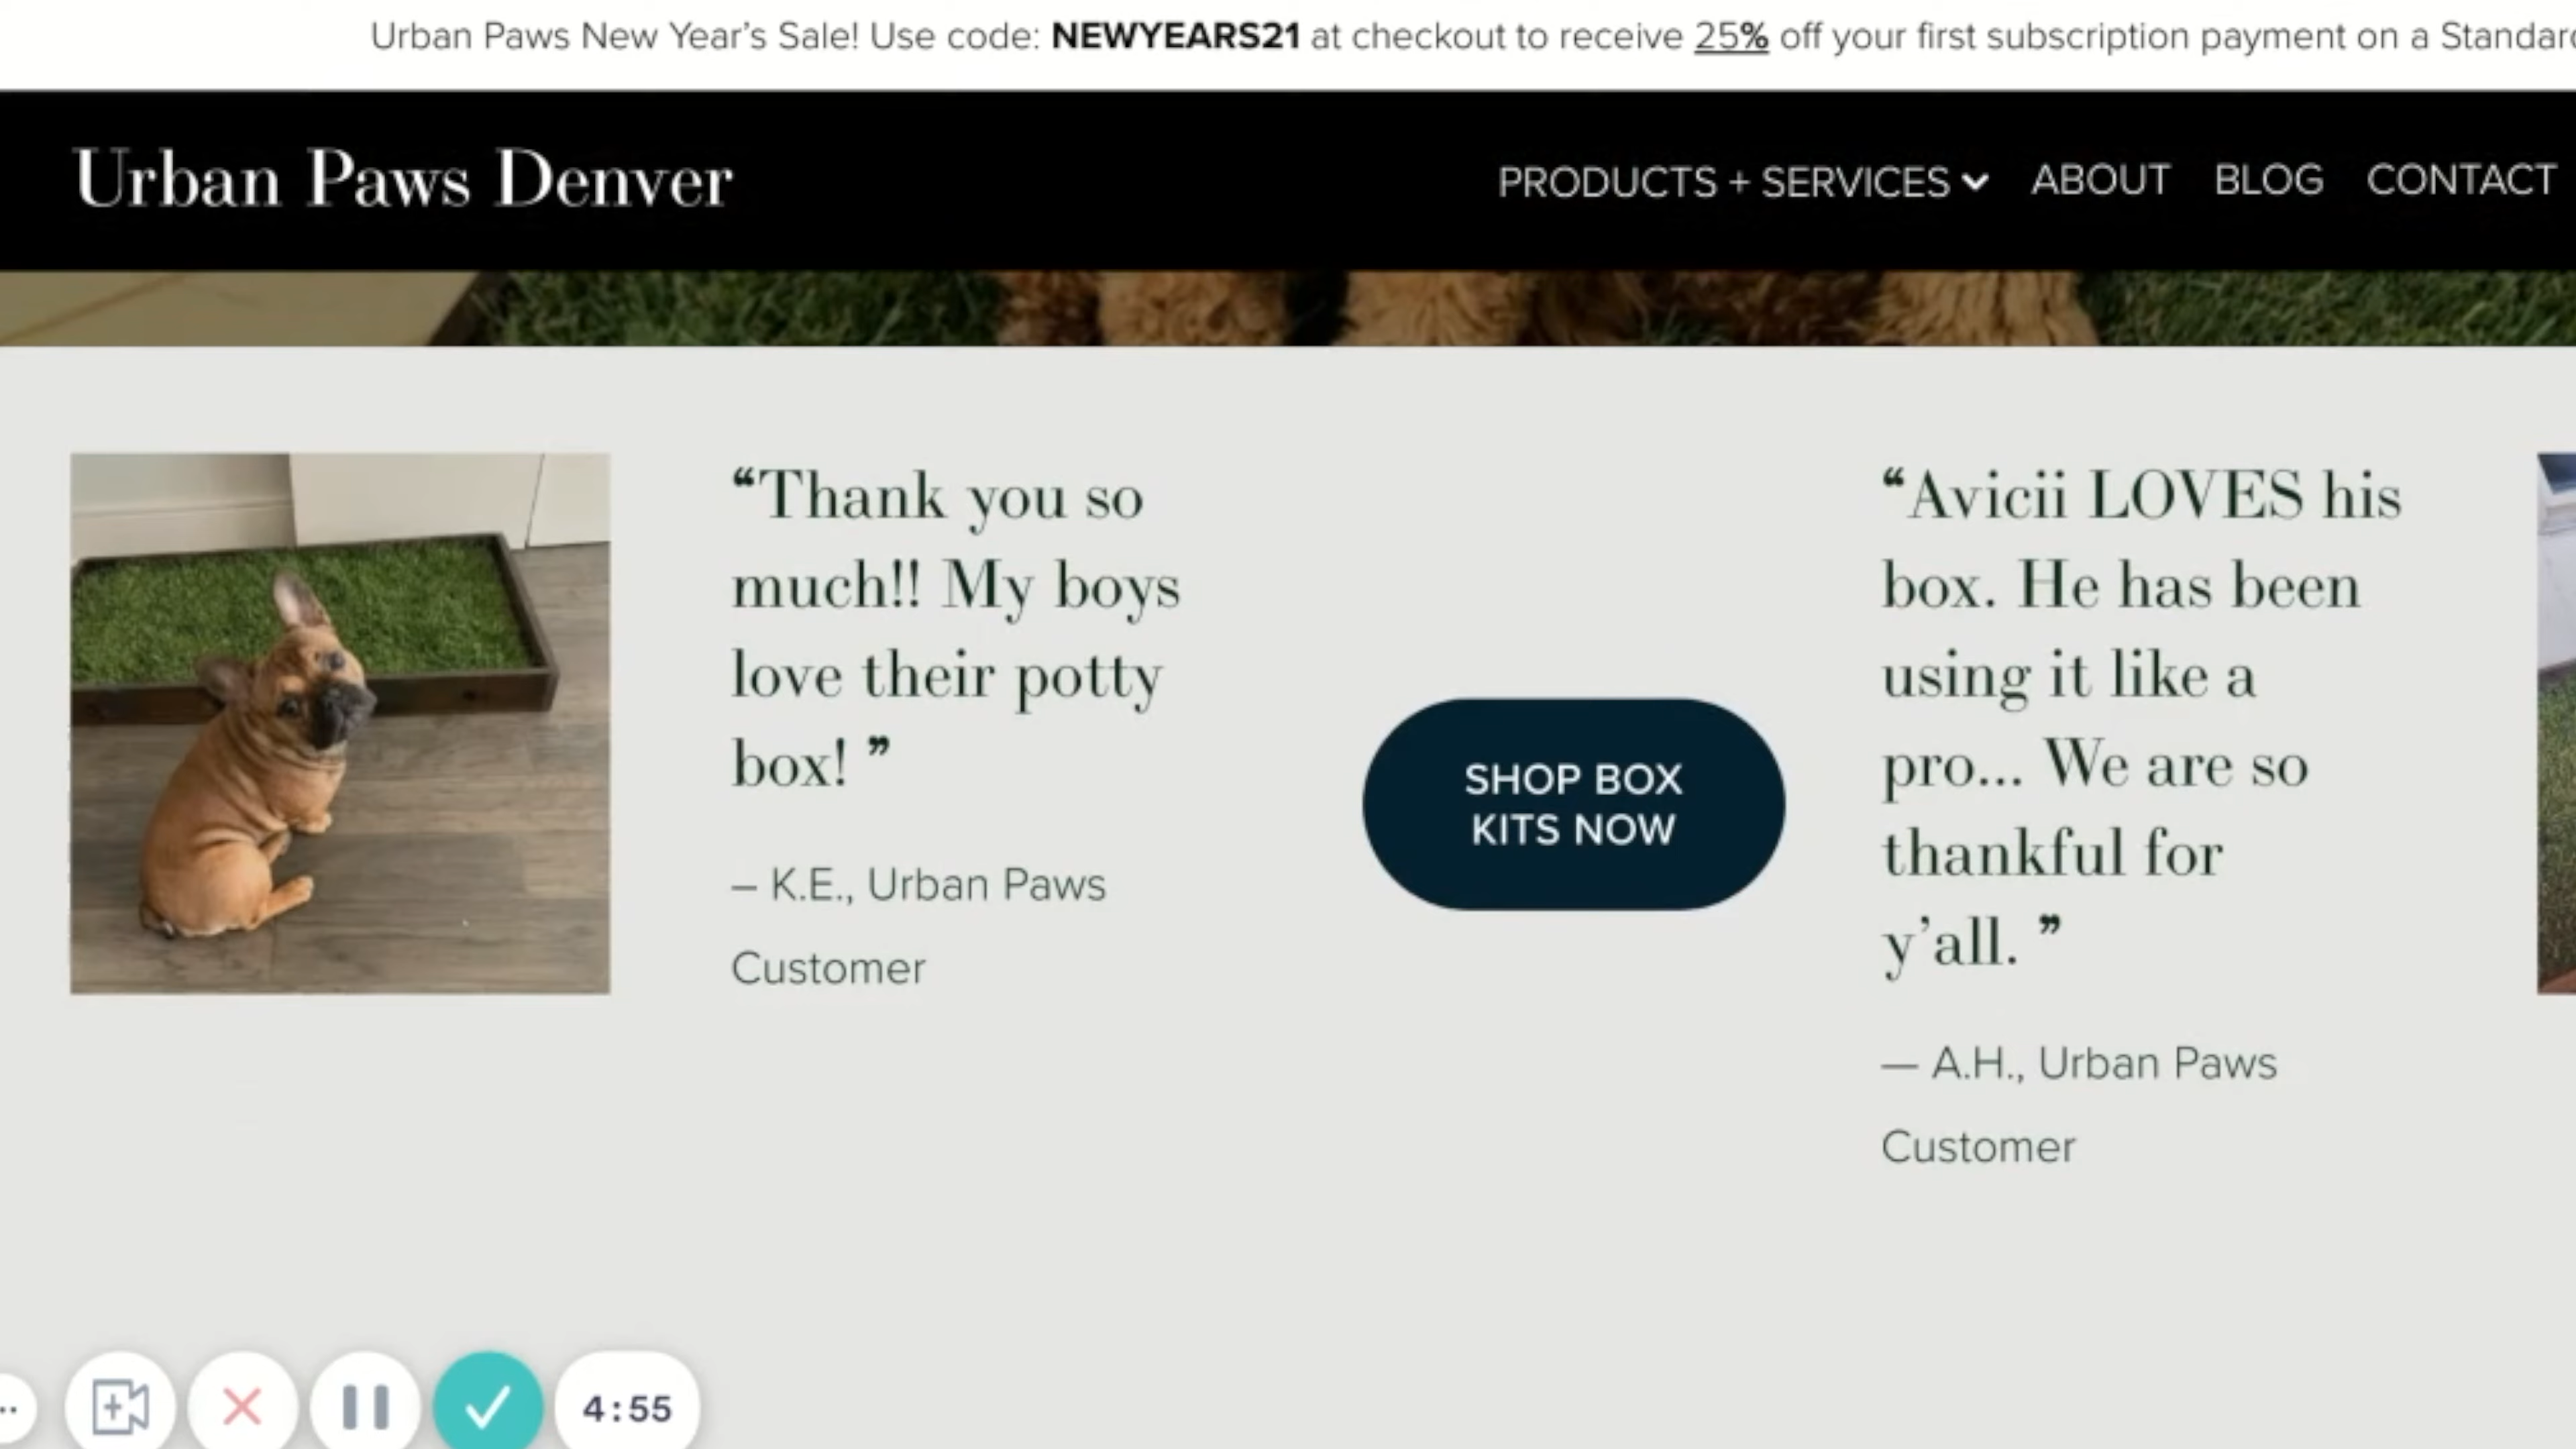 Urban Paws New Year’s Sale! Use code: NEWYEARS21 at checkout to receive 25% off your first subscription payment on a
Urban Paws Denver
PRODUCTS + SERVICES ABOUT BLOG CONTACT
“Thank you so
much!! My boys
love their potty
box! ”
– K.E., Urban Paws
Customer
SHOP BOX
KITS NOW
“Avicii LOVES his
box. He has been
using it like a
pro... We are so
thankful for
y’all. ”
— A.H., Urban Paws
Customer
4:55